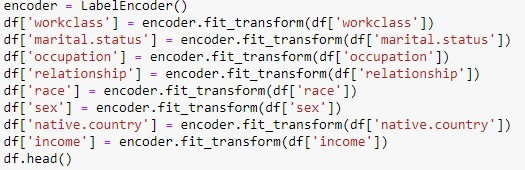 encoder = LabelEncoder()
df['workclass'] = encoder.fit_transform(df['workclass'])
df['marital.status'] = encoder.fit_transform(df['marital.status'])
df['occupation'] = encoder.fit_transform(df['occupation'])
df['relationship'] = encoder.fit_transform(df['relationship'])
df['race'] = encoder.fit_transform(df['race'])
df['sex'] = encoder.fit_transform(df['sex'])
df['native.country'] = encoder.fit_transform(df['native.country'])
df['income'] = encoder.fit_transform(df['income'])
df.head()